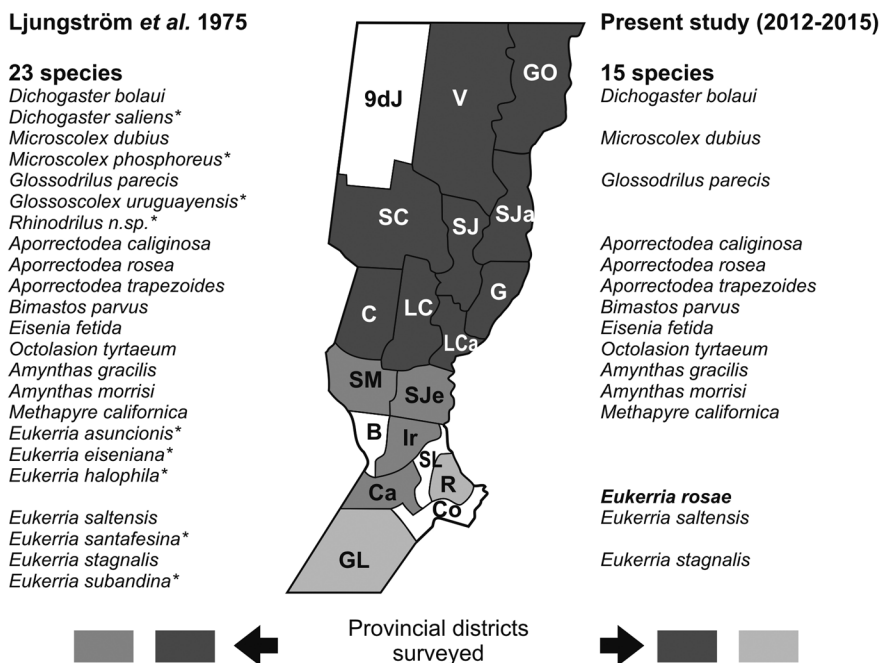 Ljungström et al. 1975
23 species
Dichogaster bolaui
Dichogaster saliens*
Microscolex dubius
Microscolex phosphoreus*
Glossodrilus parecis
Glossoscolex uruguayensis*
Rhinodrilus n.sp.*
Aporrectodea caliginosa
Aporrectodea rosea
Aporrectodea trapezoides
Bimastos parvus
Eisenia fetida
Octolasion tyrtaeum
Amynthas gracilis
Amynthas morrisi
Methapyre californica
Eukerria asuncionis*
Eukerria eiseniana*
Eukerria halophila*
Eukerria saltensis
Eukerria santafesina*
Eukerria stagnalis
Eukerria subandina*
9dJ
V
GO
SC
SJ
SJa
C
LC
G
LCa
SM
SJe
B
Ir
SL
R
Ca
Co
GL
Present study (2012-2015)
15 species
Dichogaster bolaui
Microscolex dubius
Glossodrilus parecis
Aporrectodea caliginosa
Aporrectodea rosea
Aporrectodea trapezoides
Bimastos parvus
Eisenia fetida
Octolasion tyrtaeum
Amynthas gracilis
Amynthas morrisi
Methapyre californica
Eukerria rosae
Eukerria saltensis
Eukerria stagnalis
Provincial districts
surveyed